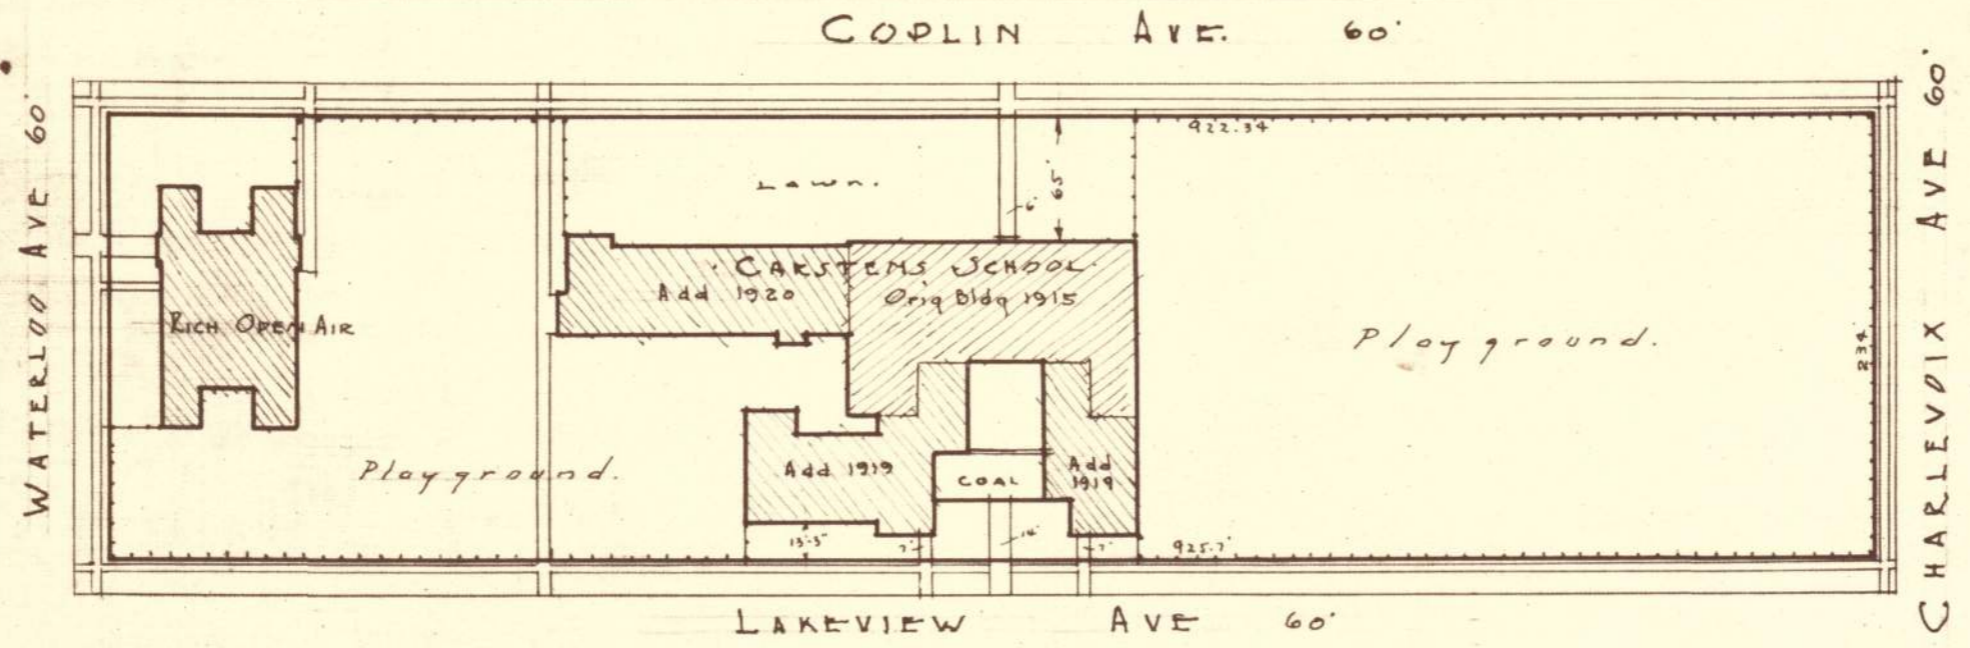 COPLIN AVE. 60'
WATERLOO AVE 60'
CHARLEVOIX AVE 60'
922.34
Lawn.
65'
6'
CARSTENS SCHOOL
Add 1920
Orig Bldg 1915
RICH OPEN AIR
Playground.
234'
Playground.
Add 1919
COAL
Add
1919
13'-3"
7'
14'
7'
925.7'
LAKEVIEW AVE 60'